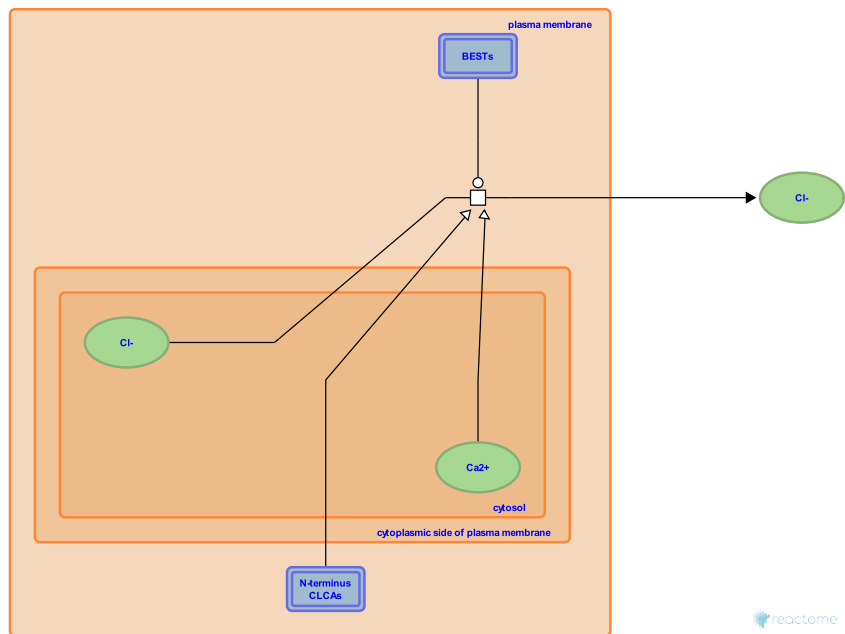 plasma membrane
BESTs
Cl-
Cl-
Ca2+
cytosol
cytoplasmic side of plasma membrane
N-terminus
CLCAs
reactome